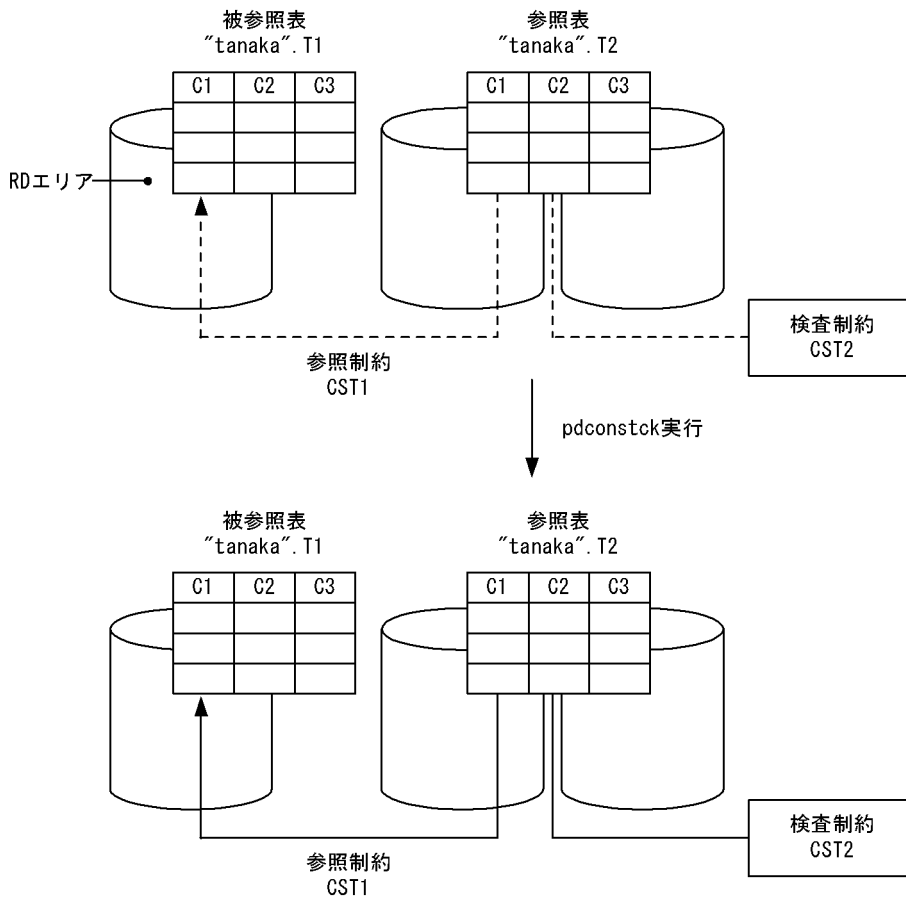 被参照表
"tanaka".T1
参照表
"tanaka".T2
C1 C2 C3
C1 C2 C3
RDエリア
検査制約
CST2
参照制約
CST1
pdconstck実行
被参照表
"tanaka".T1
参照表
"tanaka".T2
C1 C2 C3
C1 C2 C3
検査制約
CST2
参照制約
CST1